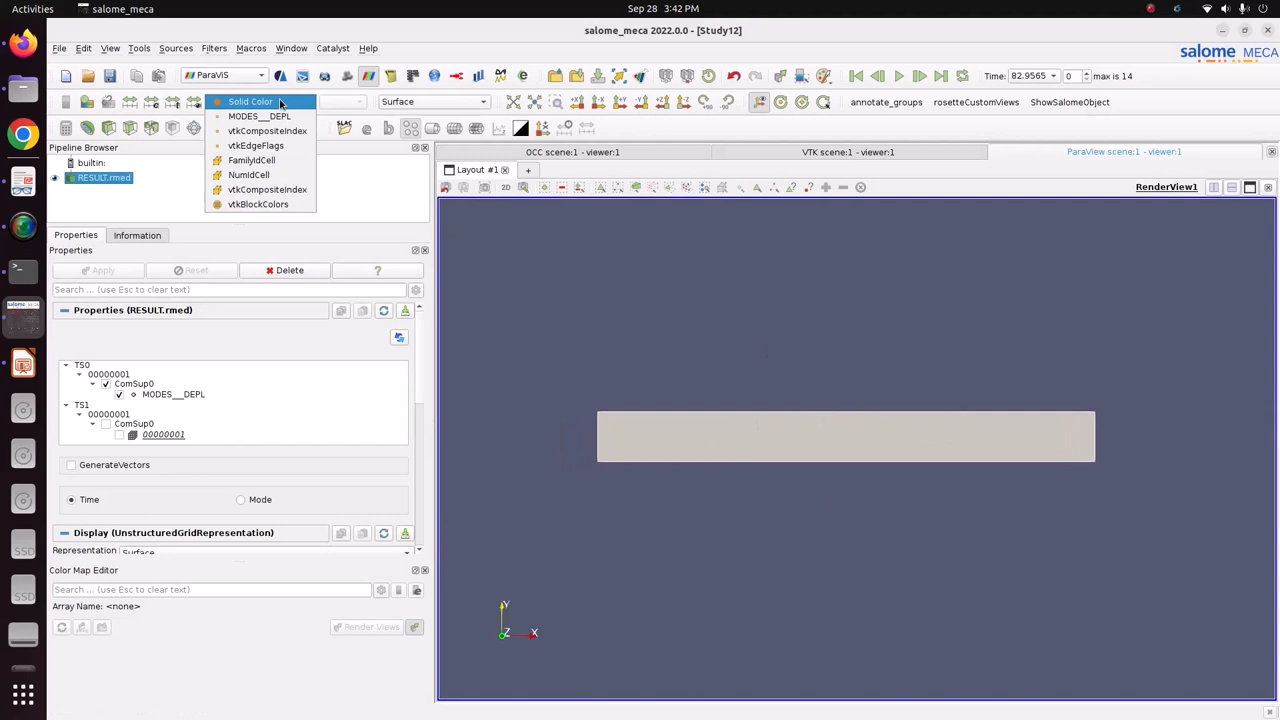 Activities
salome_meca
Sep 28 3:42 PM
salome_meca 2022.0.0 - [Study12]
File Edit View Tools Sources Filters Macros Window Catalyst Help
salome
MECA
ParaViS
Time: 82.9565
0
max is 14
Solid Color
MODES__DEPL
vtkCompositeIndex
vtkEdgeFlags
FamilyIdCell
NumIdCell
vtkCompositeIndex
vtkBlockColors
Surface
annotate_groups
rosetteCustomViews
ShowSalomeObject
SLAC
Pipeline Browser
builtin:
RESULT.rmed
OCC scene:1 - viewer:1
VTK scene:1 - viewer:1
ParaView scene:1 - viewer:1
Layout #1
+
2D
RenderView1
Properties
Information
Properties
Apply
Reset
Delete
?
Search ... (use Esc to clear text)
Properties (RESULT.rmed)
TS0
00000001
ComSup0
MODES__DEPL
TS1
00000001
ComSup0
00000001
GenerateVectors
Time
Mode
Display (UnstructuredGridRepresentation)
Representation
Surface
Color Map Editor
Search ... (use Esc to clear text)
Array Name: <none>
Render Views
Y
Z
X
SSD
SSD